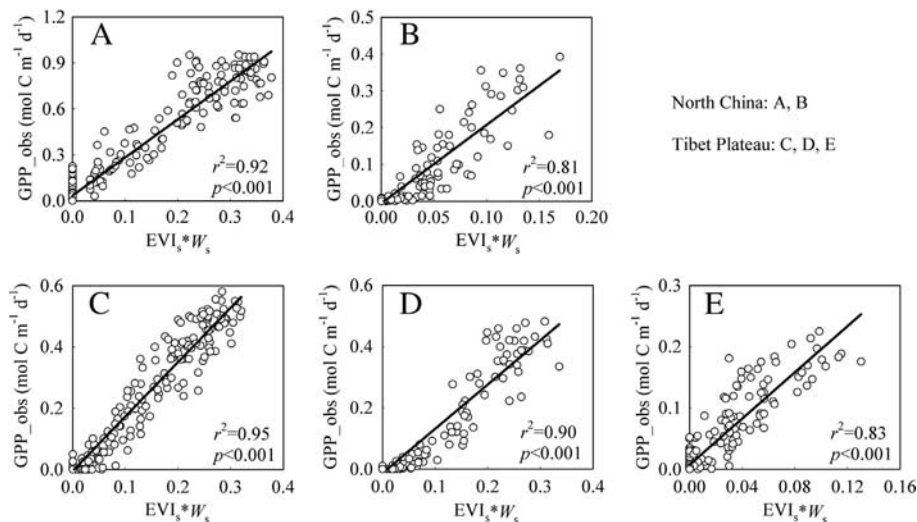 A
GPP_obs (mol C m⁻¹ d⁻¹)
1.2
0.9
0.6
0.3
0.0
r²=0.92
p<0.001
0.0 0.1 0.2 0.3 0.4
EVIₛ*Wₛ
B
GPP_obs (mol C m⁻¹ d⁻¹)
0.5
0.4
0.3
0.2
0.1
0.0
r²=0.81
p<0.001
0.0 0.05 0.10 0.15 0.20
EVIₛ*Wₛ
North China: A, B
Tibet Plateau: C, D, E
C
GPP_obs (mol C m⁻¹ d⁻¹)
0.6
0.4
0.2
0.0
r²=0.95
p<0.001
0.0 0.1 0.2 0.3 0.4
EVIₛ*Wₛ
D
GPP_obs (mol C m⁻¹ d⁻¹)
0.6
0.4
0.2
0.0
r²=0.90
p<0.001
0.0 0.1 0.2 0.3 0.4
EVIₛ*Wₛ
E
GPP_obs (mol C m⁻¹ d⁻¹)
0.3
0.2
0.1
0.0
r²=0.83
p<0.001
0.00 0.04 0.08 0.12 0.16
EVIₛ*Wₛ